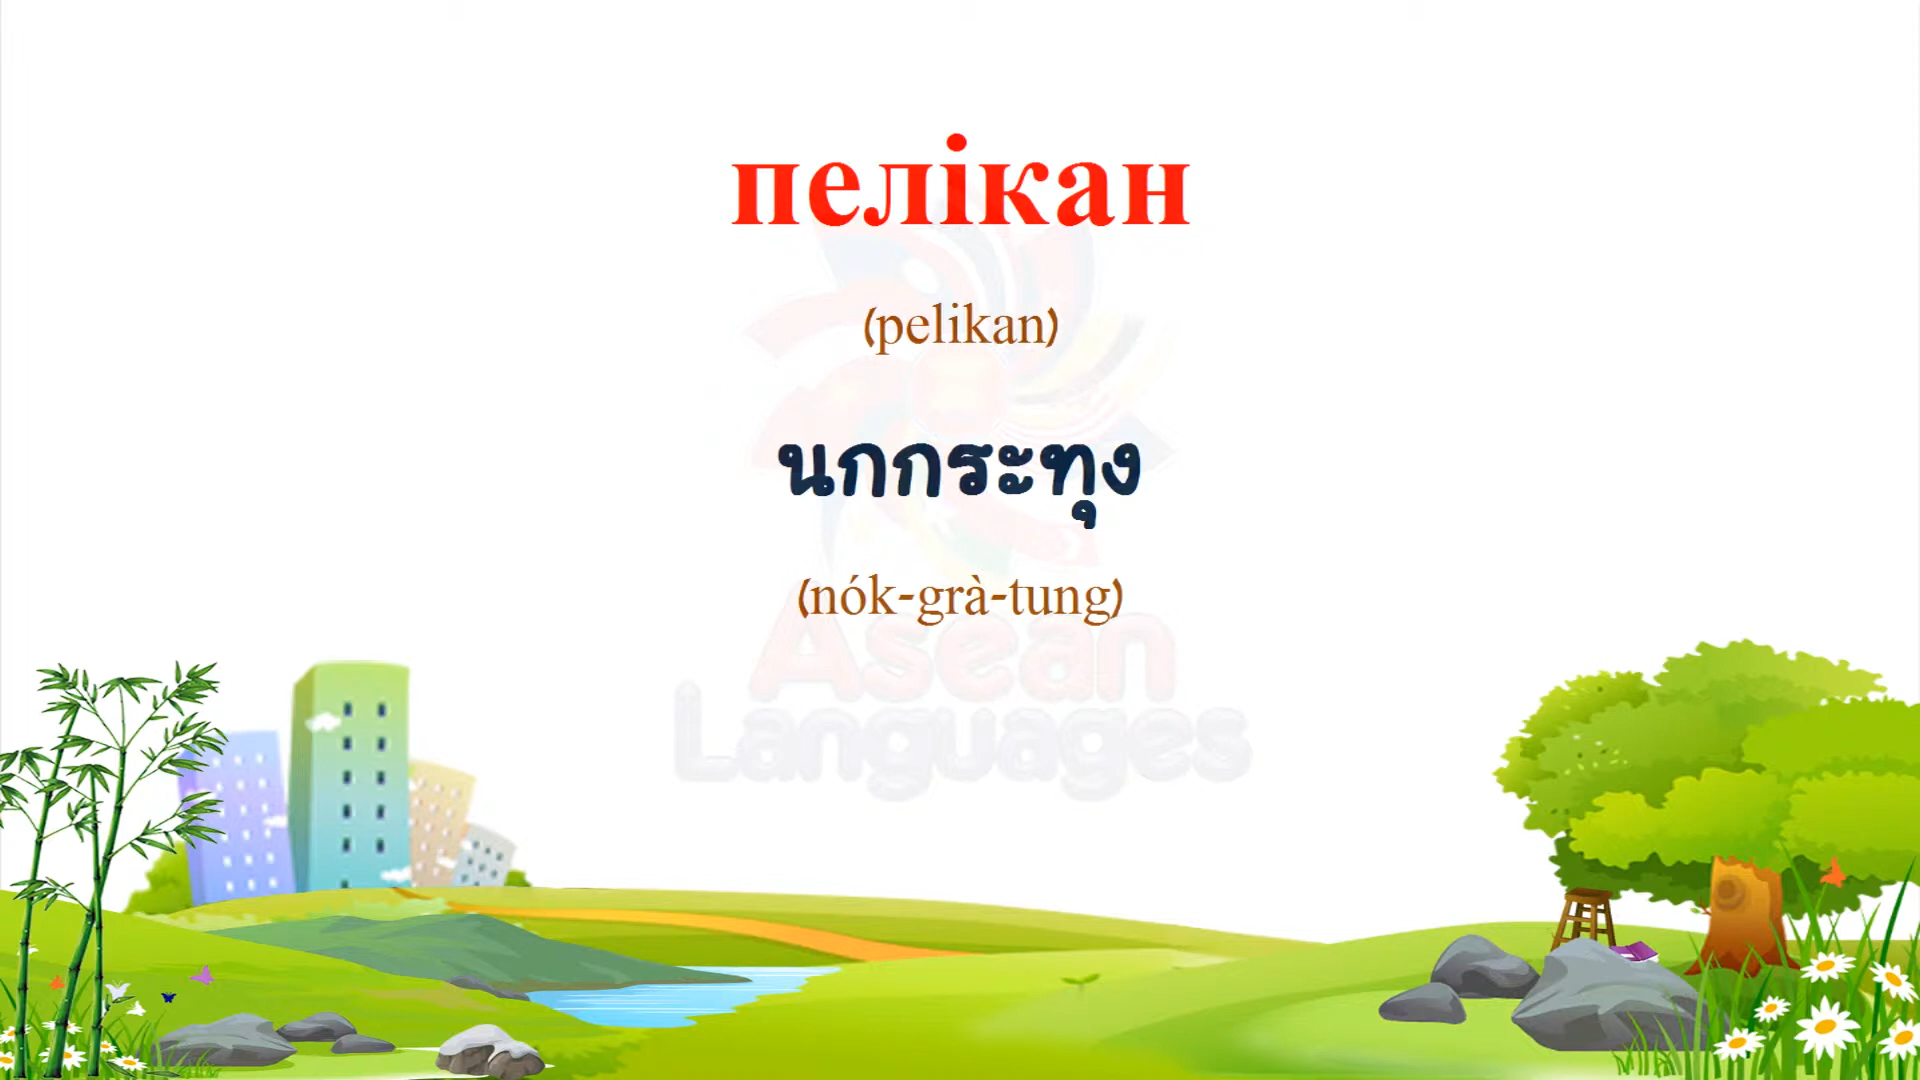 пелікан
(pelikan)
นกกระทุง
(nók-grà-tung)
Asean
Languages